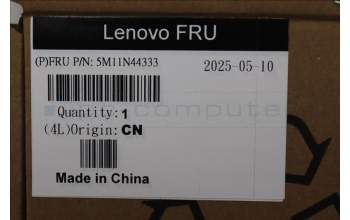 Lenovo FRU
(P)FRU P/N: 5M11N44333 2025-05-10
Quantity: 1
(4L)Origin: CN
Made in China